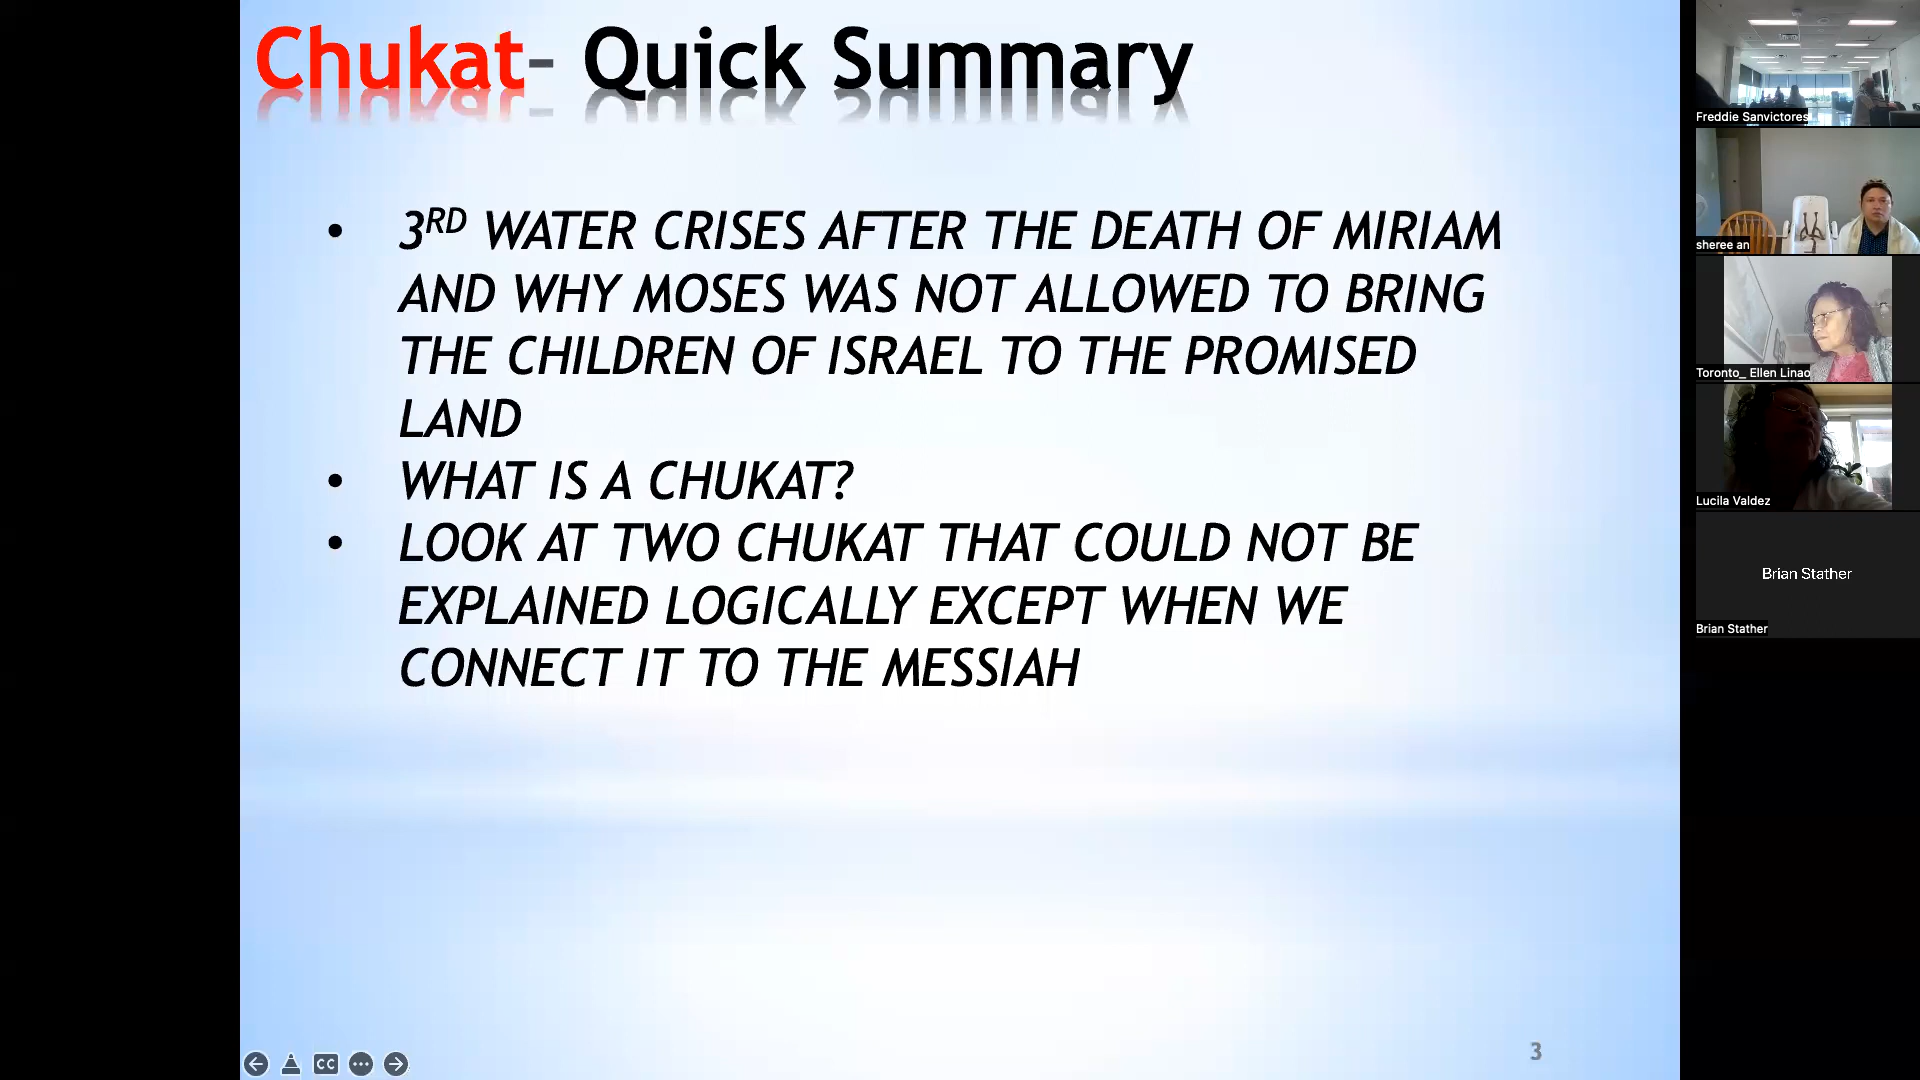 Chukat– Quick Summary
• 3RD WATER CRISES AFTER THE DEATH OF MIRIAM
AND WHY MOSES WAS NOT ALLOWED TO BRING
THE CHILDREN OF ISRAEL TO THE PROMISED
LAND
• WHAT IS A CHUKAT?
• LOOK AT TWO CHUKAT THAT COULD NOT BE
EXPLAINED LOGICALLY EXCEPT WHEN WE
CONNECT IT TO THE MESSIAH
3
CC
Freddie Sanvictores
sheree an
Toronto_ Ellen Linao
Lucila Valdez
Brian Stather
Brian Stather